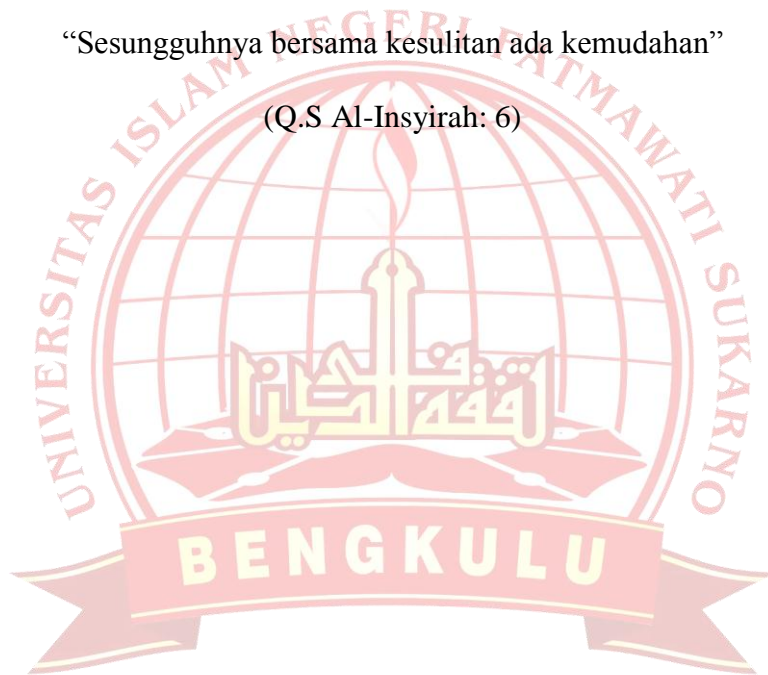 “Sesungguhnya bersama kesulitan ada kemudahan”
(Q.S Al-Insyirah: 6)
UNIVERSITAS ISLAM NEGERI FATMAWATI SUKARNO
BENGKULU